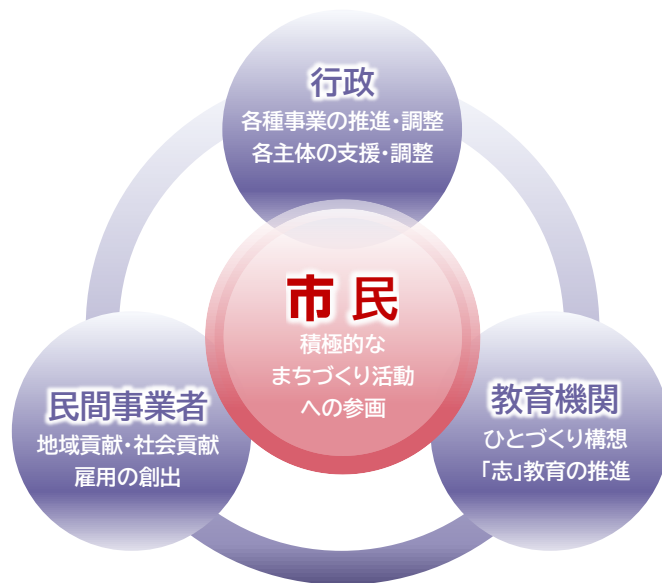 行政
各種事業の推進・調整
各主体の支援・調整
市民
積極的な
まちづくり活動
への参画
民間事業者
地域貢献・社会貢献
雇用の創出
教育機関
ひとづくり構想
「志」教育の推進